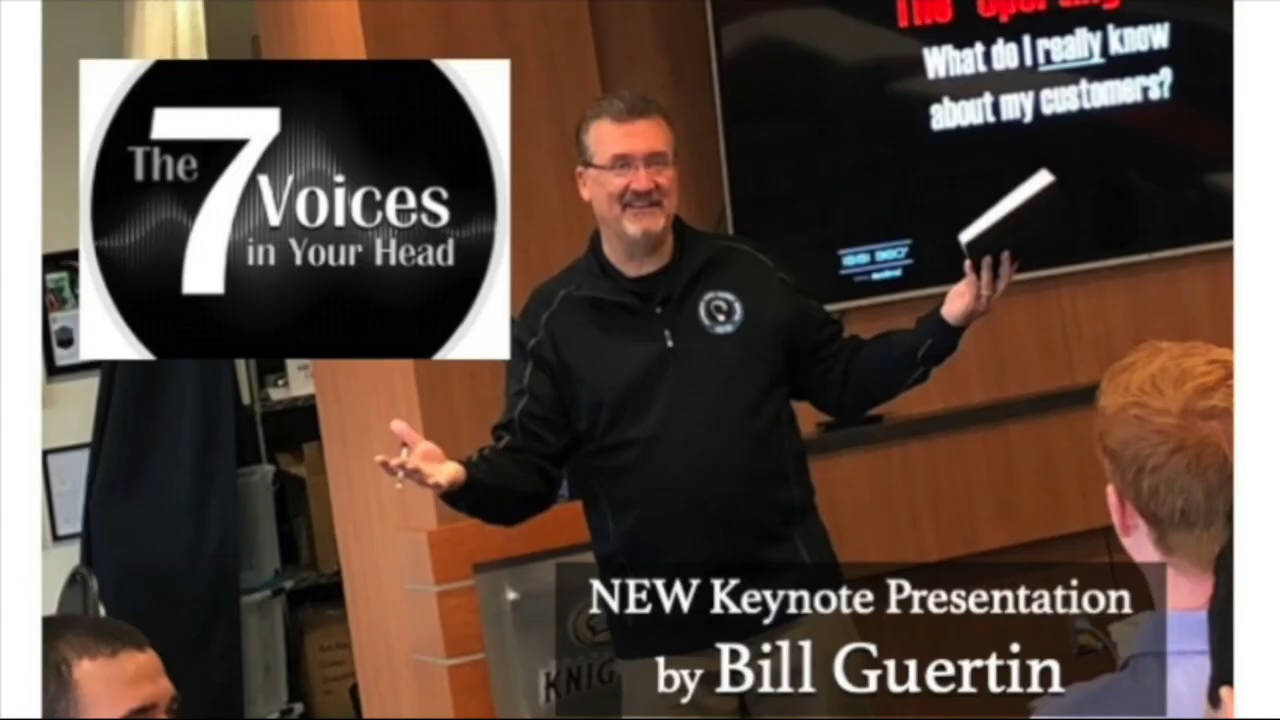 The 7 Voices
in Your Head
What do I really know
about my customers?
NEW Keynote Presentation
by Bill Guertin